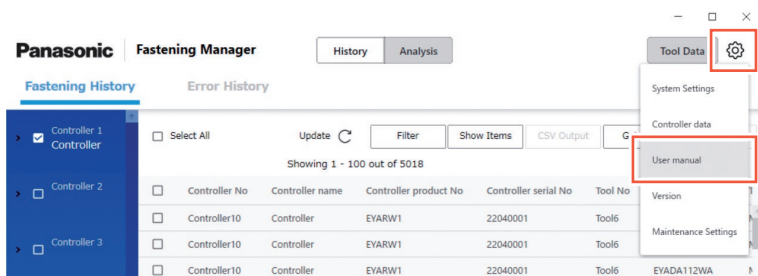 Panasonic Fastening Manager History Analysis Tool Data
Fastening History Error History
System Settings
Controller data
User manual
Version
Maintenance Settings
Controller 1
Controller
Controller 2
Controller 3
Select All Update Filter Show Items CSV Output
Showing 1 - 100 out of 5018
Controller No Controller name Controller product No Controller serial No Tool No
Controller10 Controller EYARW1 22040001 Tool6
Controller10 Controller EYARW1 22040001 Tool6
Controller10 Controller EYARW1 22040001 Tool6 EYADA112WA